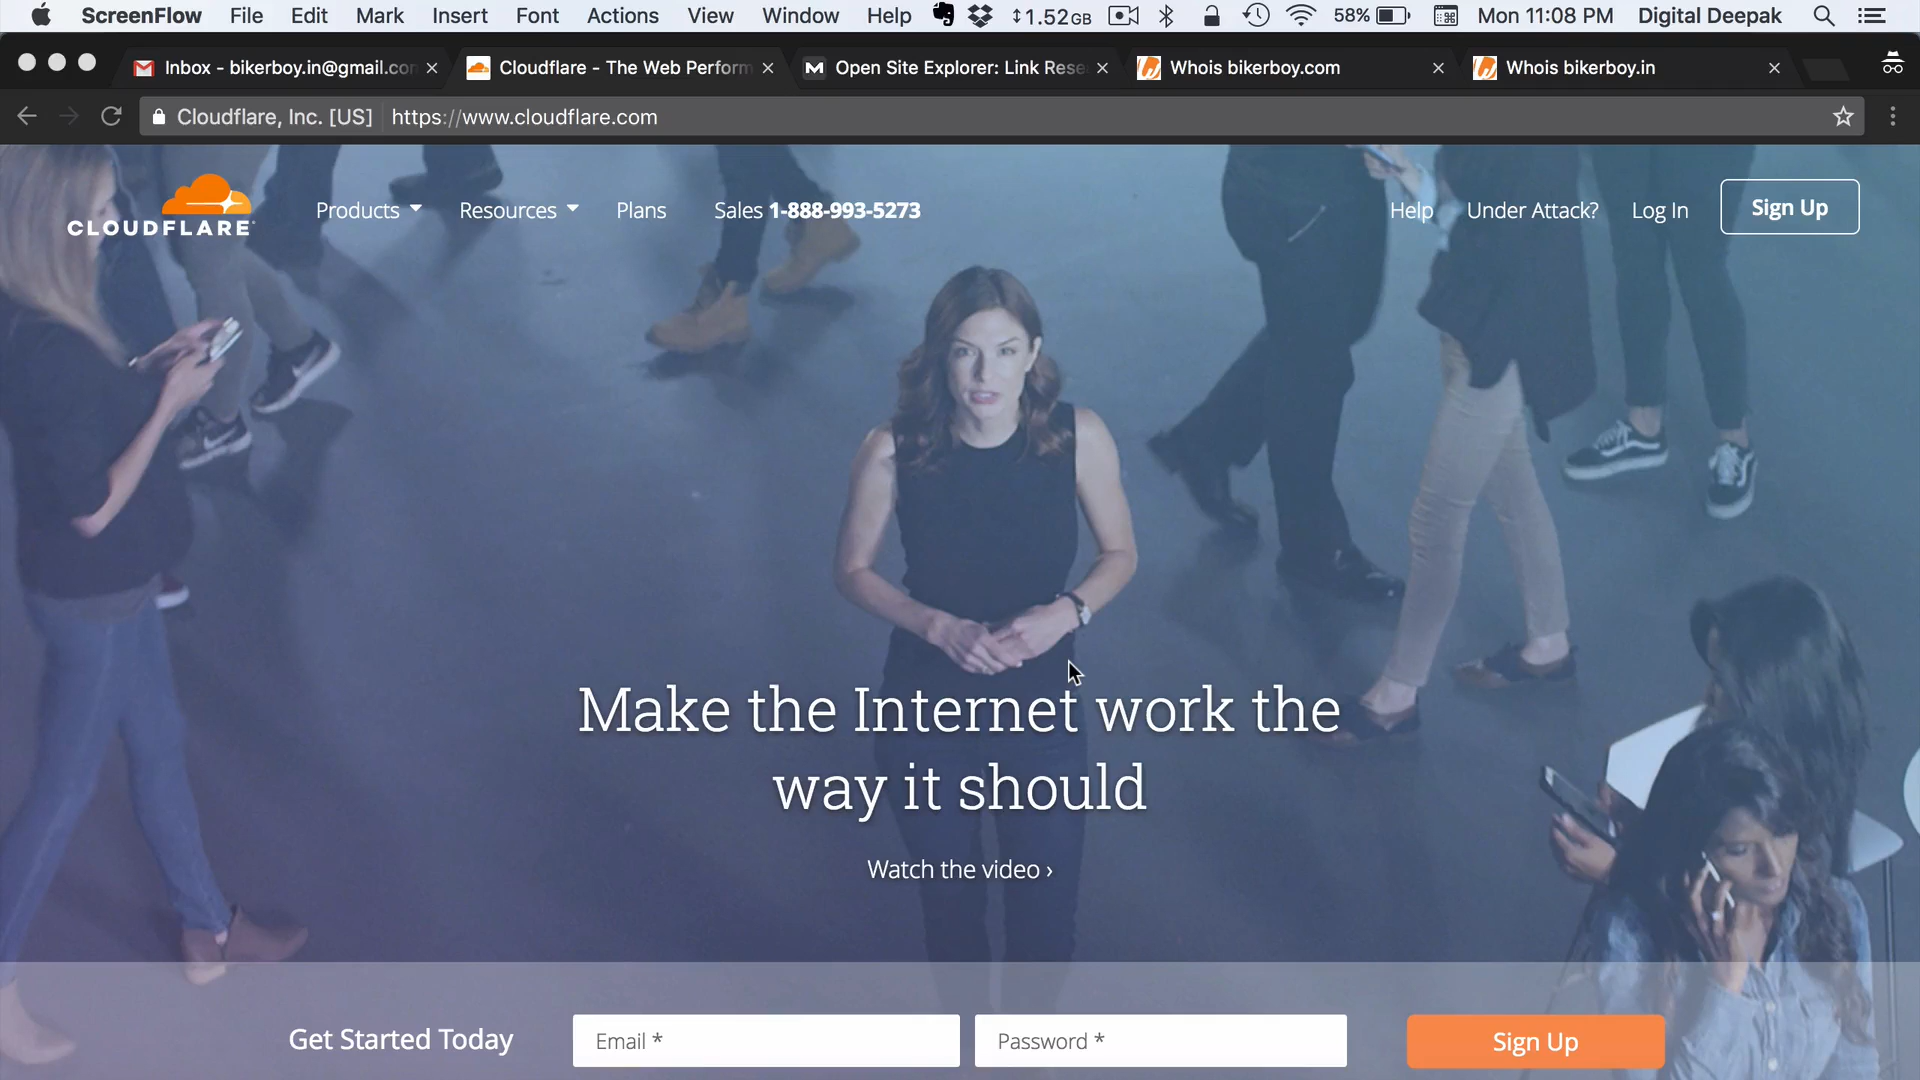 ScreenFlow File Edit Mark Insert Font Actions View Window Help 1.52GB 58% Mon 11:08 PM Digital Deepak
Inbox - bikerboy.in@gmail.con Cloudflare - The Web Perform M Open Site Explorer: Link Rese Whois bikerboy.com Whois bikerboy.in
Cloudflare, Inc. [US] https://www.cloudflare.com
CLOUDFLARE Products Resources Plans Sales 1-888-993-5273 Help Under Attack? Log In Sign Up
Make the Internet work the
way it should
Watch the video ›
Get Started Today Email * Password * Sign Up